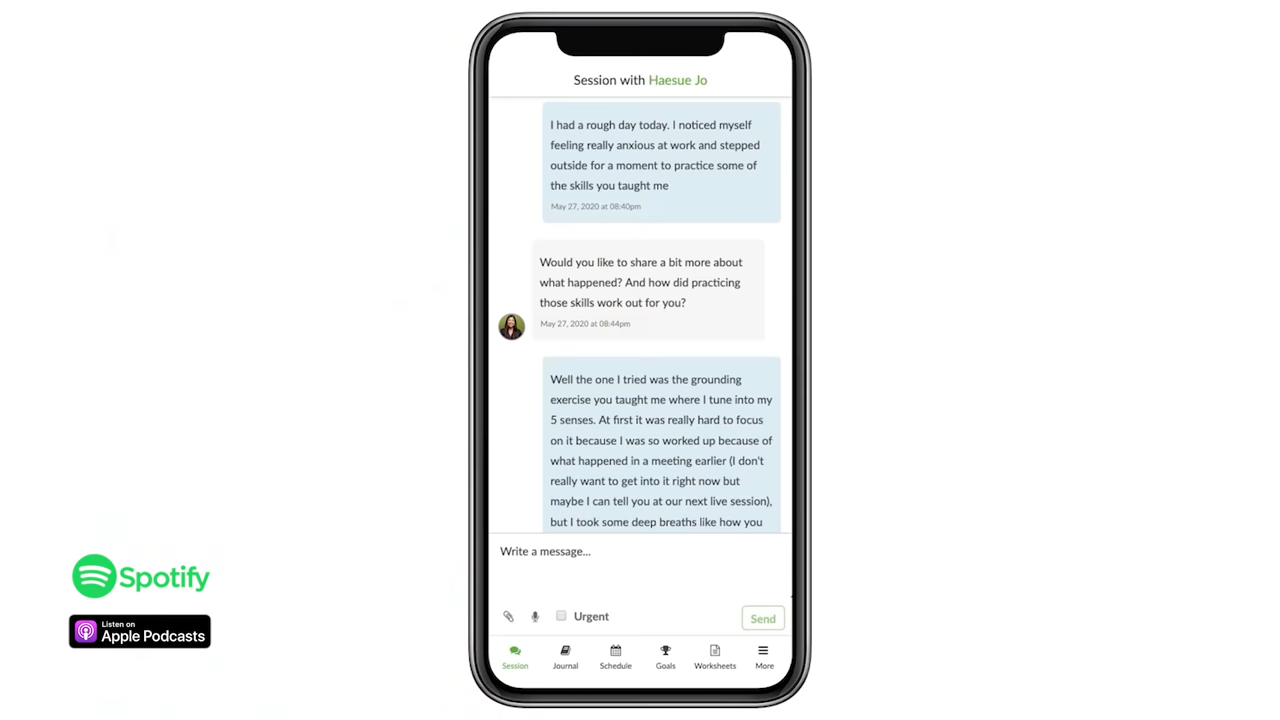 Session with Haesue Jo
I had a rough day today. I noticed myself
feeling really anxious at work and stepped
outside for a moment to practice some of
the skills you taught me
May 27, 2020 at 08:40pm
Would you like to share a bit more about
what happened? And how did practicing
those skills work out for you?
May 27, 2020 at 08:44pm
Well the one I tried was the grounding
exercise you taught me where I tune into my
5 senses. At first it was really hard to focus
on it because I was so worked up because of
what happened in a meeting earlier (I don't
really want to get into it right now but
maybe I can tell you at our next live session),
but I took some deep breaths like how you
Write a message...
Urgent
Send
Session
Journal
Schedule
Goals
Worksheets
More
Spotify
Listen on
Apple Podcasts